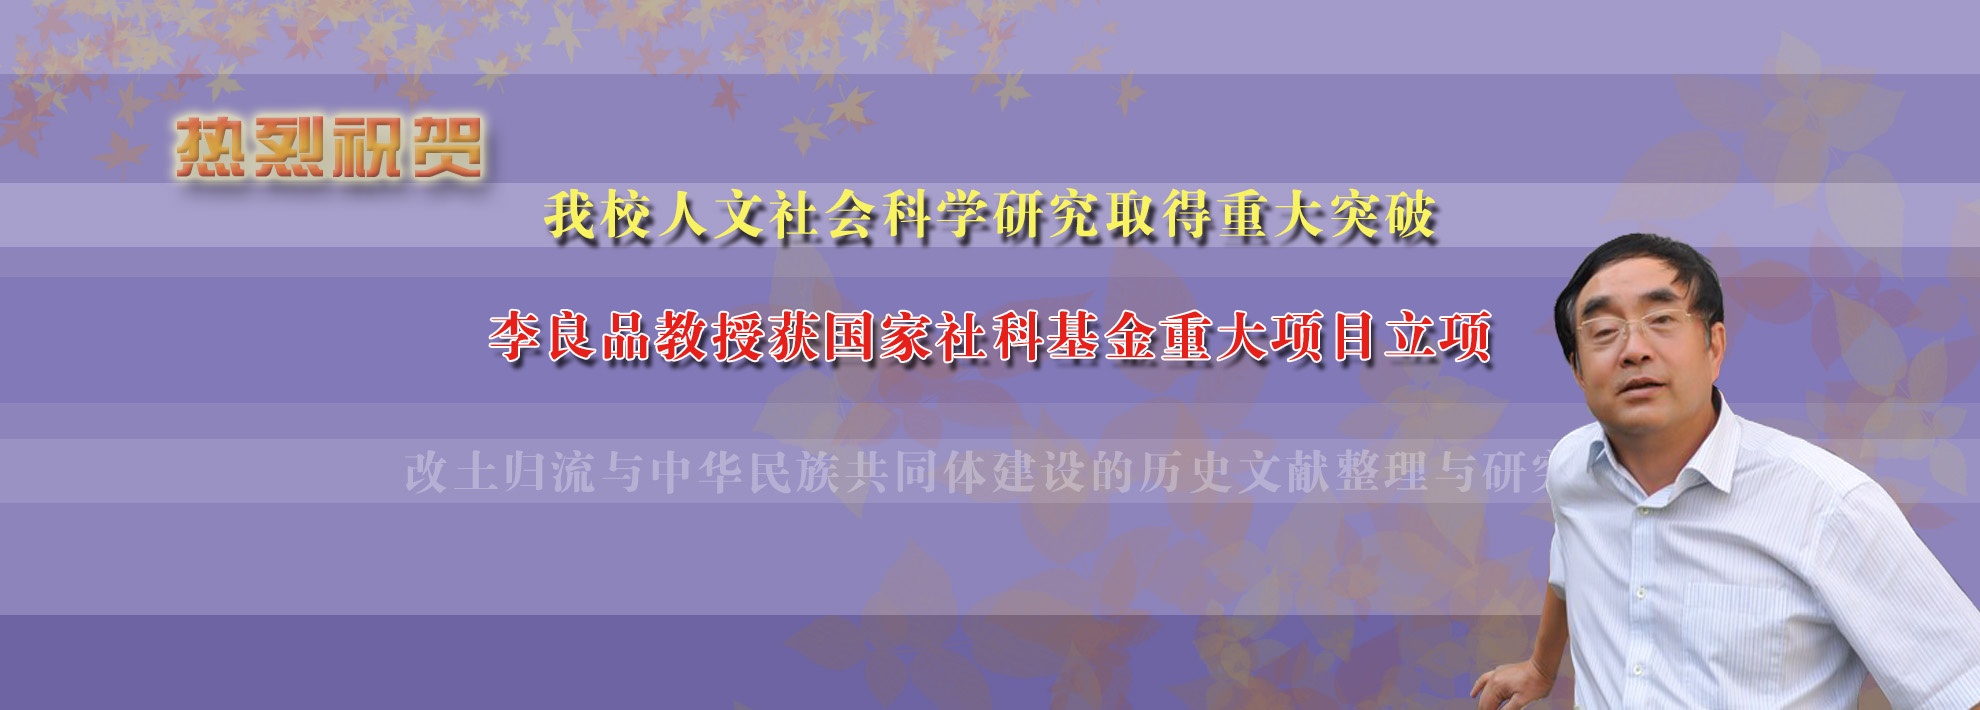 热烈祝贺
我校人文社会科学研究取得重大突破
李良品教授获国家社科基金重大项目立项
改土归流与中华民族共同体建设的历史文献整理与研究